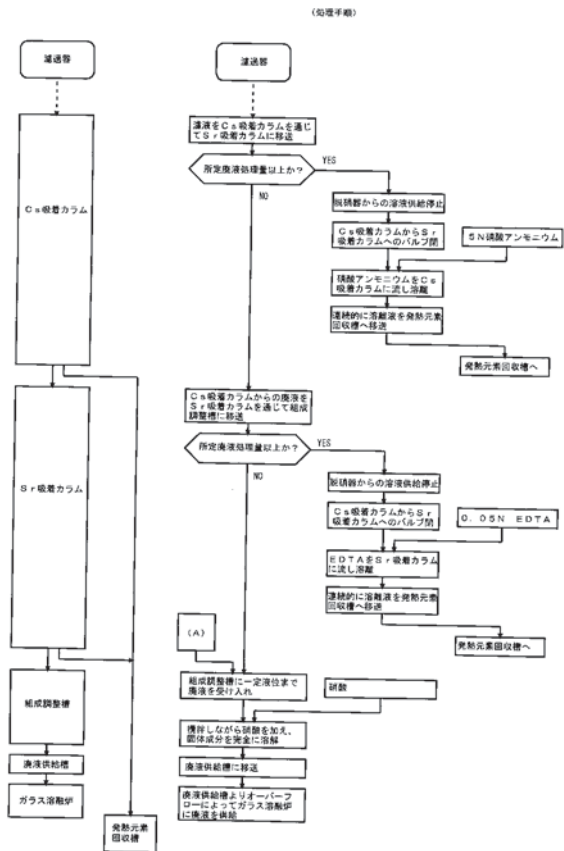 (処理手順)
濾過器
濾過器
濾液をCs吸着カラムを通じ
てSr吸着カラムに移送
所定廃液処理量以上か?
YES
NO
脱硝器からの溶液供給停止
Cs吸着カラムからSr
吸着カラムへのバルブ閉
5N硝酸アンモニウム
硝酸アンモニウムをCs
吸着カラムに流し溶離
連続的に溶離液を発熱元素
回収槽へ移送
発熱元素回収槽へ
Cs吸着カラム
Cs吸着カラムからの廃液を
Sr吸着カラムを通じて組成
調整槽に移送
所定廃液処理量以上か?
YES
NO
脱硝器からの溶液供給停止
Cs吸着カラムからSr
吸着カラムへのバルブ閉
0.05N EDTA
EDTAをSr吸着カラム
に流し溶離
連続的に溶離液を発熱元素
回収槽へ移送
発熱元素回収槽へ
Sr吸着カラム
(A)
組成調整槽に一定液位まで
廃液を受け入れ
硝酸
攪拌しながら硝酸を加え、
固体成分を完全に溶解
廃液供給槽に移送
廃液供給槽よりオーバーフ
ローによってガラス溶融炉
に廃液を供給
組成調整槽
廃液供給槽
ガラス溶融炉
発熱元素
回収槽